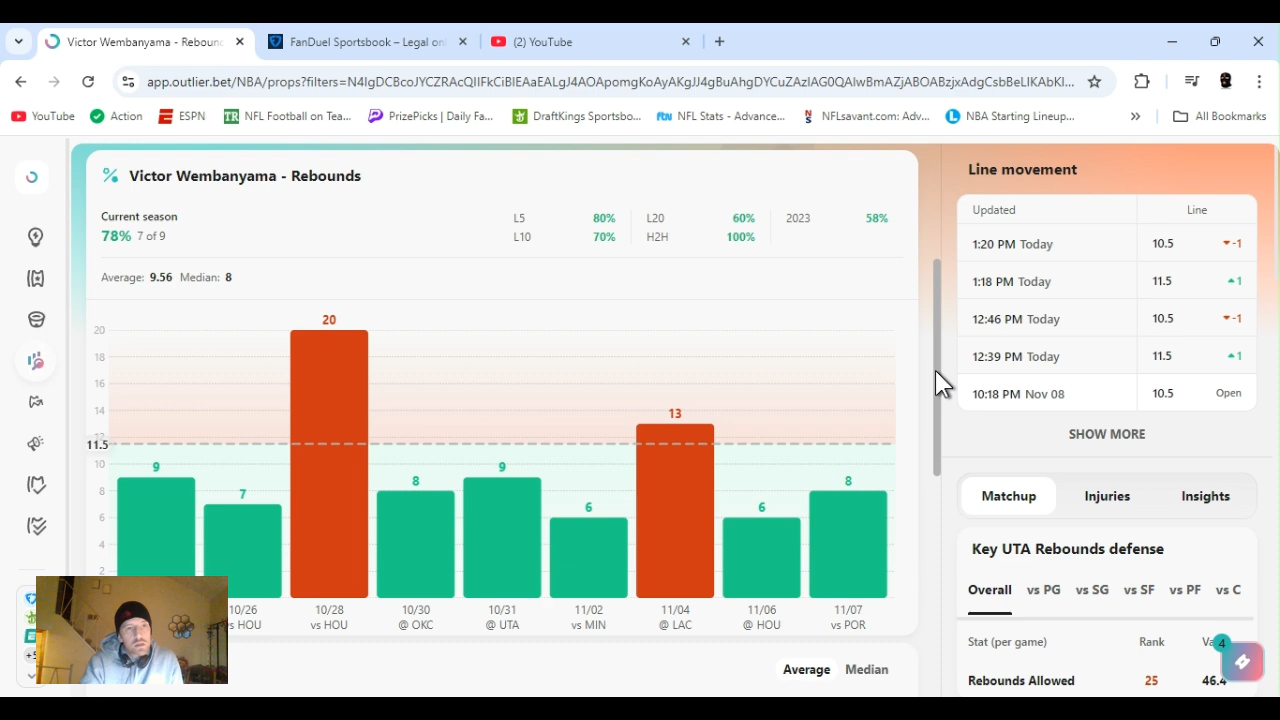 Victor Wembanyama - Reboun
FanDuel Sportsbook – Legal on
(2) YouTube
app.outlier.bet/NBA/props?filters=
YouTube
Action
ESPN
NFL Football on Tea...
PrizePicks | Daily Fa...
DraftKings Sportsbo...
NFL Stats - Advance...
NFLsavant.com: Adv...
NBA Starting Lineup...
All Bookmarks
Victor Wembanyama - Rebounds
Current season
78% 7 of 9
L5 80% L20 60% 2023 58%
L10 70% H2H 100%
Average: 9.56 Median: 8
20
18
16
14
12
11.5
10
8
6
4
2
9
7
20
8
9
6
13
6
8
10/26 10/28 10/30 10/31 11/02 11/04 11/06 11/07
vs HOU vs HOU @ OKC @ UTA vs MIN @ LAC @ HOU vs POR
Average Median
Line movement
Updated Line
1:20 PM Today 10.5 -1
1:18 PM Today 11.5 1
12:46 PM Today 10.5 -1
12:39 PM Today 11.5 1
10:18 PM Nov 08 10.5 Open
SHOW MORE
Matchup Injuries Insights
Key UTA Rebounds defense
Overall vs PG vs SG vs SF vs PF vs C
Stat (per game) Rank Va
4
Rebounds Allowed 25 46.4